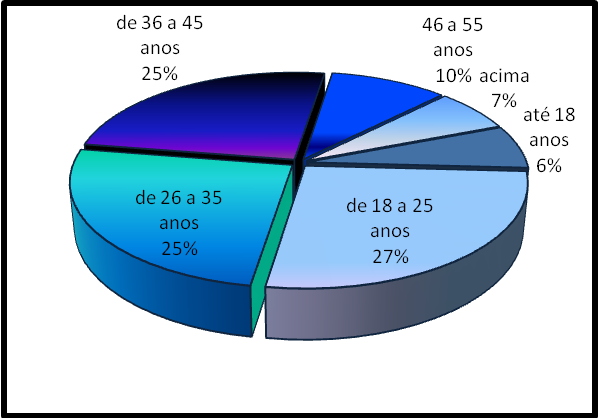 de 36 a 45
anos
25%
46 a 55
anos
10%
acima
7%
até 18
anos
6%
de 26 a 35
anos
25%
de 18 a 25
anos
27%